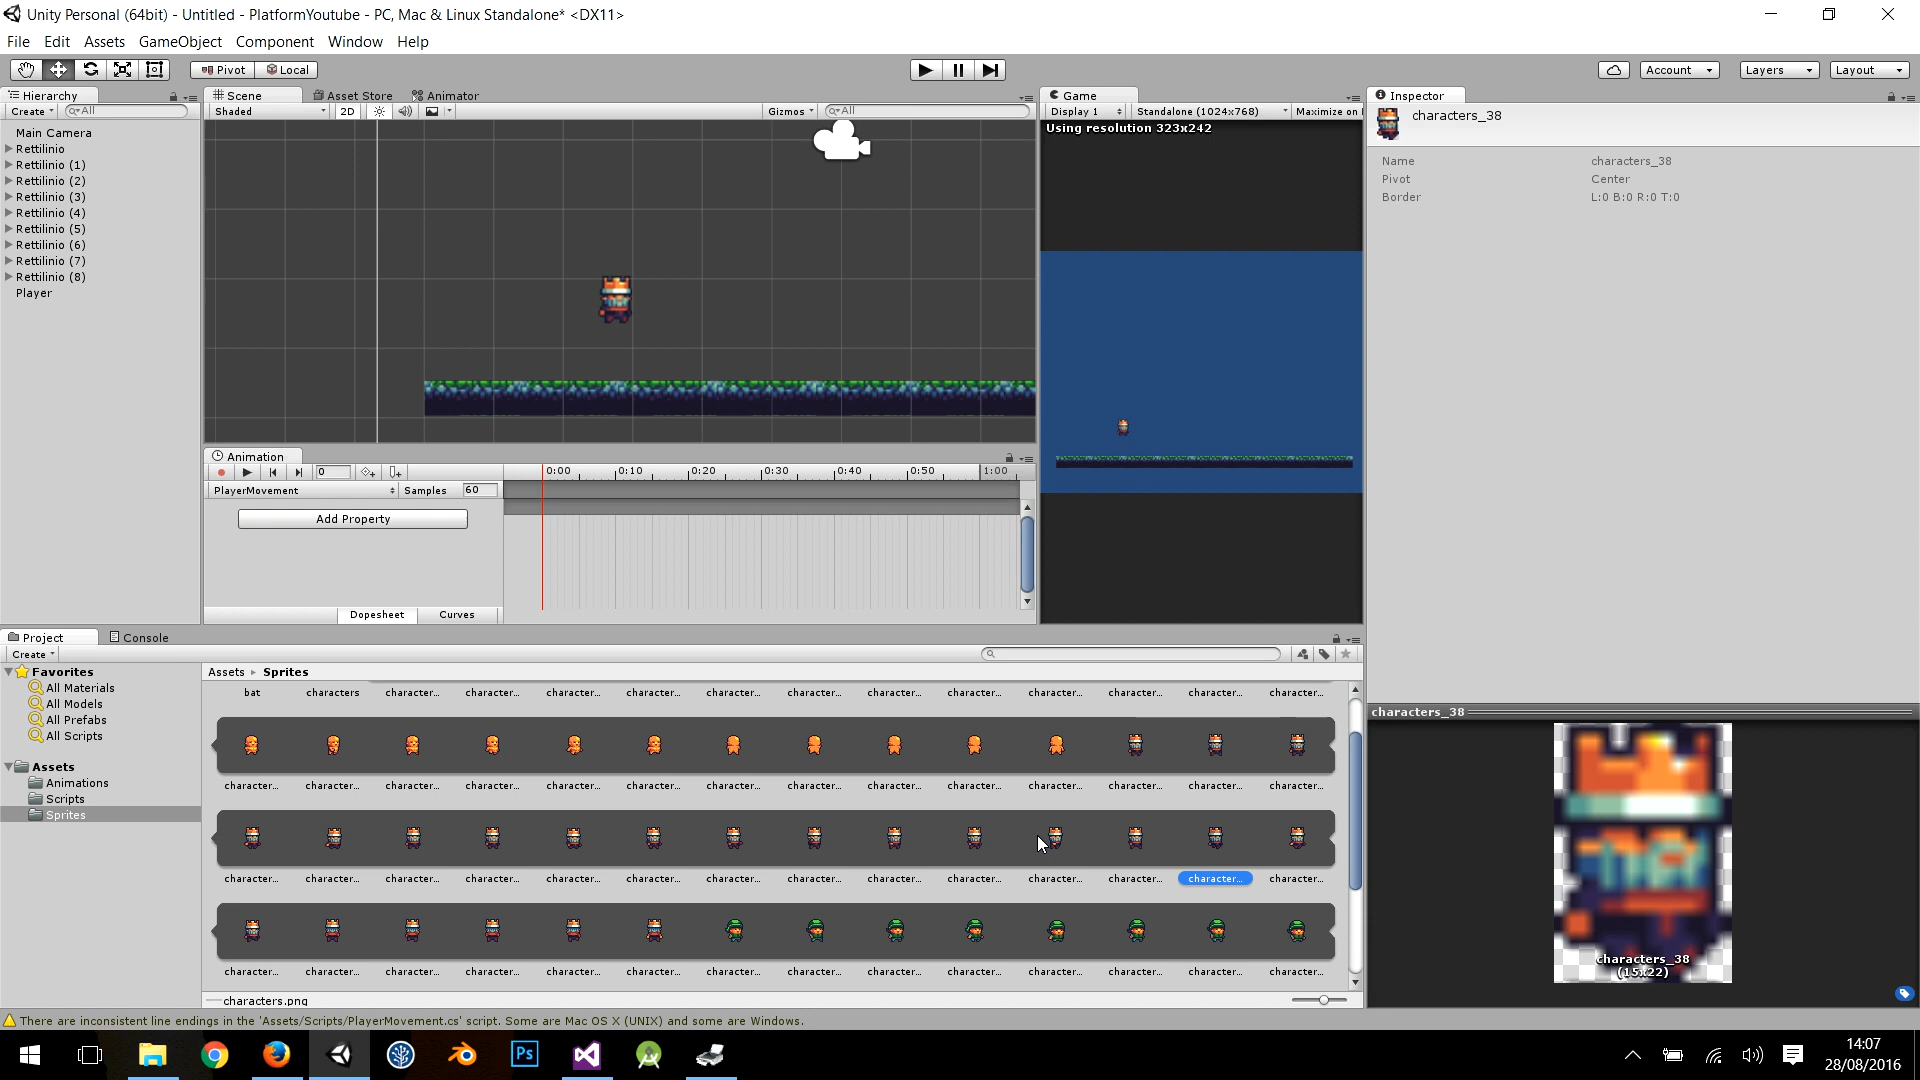 Unity Personal (64bit) - Untitled - PlatformYoutube - PC, Mac & Linux Standalone* <DX11>
File Edit Assets GameObject Component Window Help
Pivot Local Account Layers Layout
Hierarchy
Create All
Main Camera
Rettilinio
Rettilinio (1)
Rettilinio (2)
Rettilinio (3)
Rettilinio (4)
Rettilinio (5)
Rettilinio (6)
Rettilinio (7)
Rettilinio (8)
Player
Scene Asset Store Animator
Shaded 2D Gizmos All
Game
Display 1 Standalone (1024x768) Maximize on
Using resolution 323x242
Inspector
characters_38
Name characters_38
Pivot Center
Border L:0 B:0 R:0 T:0
Animation
0 0:00 0:10 0:20 0:30 0:40 0:50 1:00
PlayerMovement Samples 60
Add Property
Dopesheet Curves
Project Console
Create
Favorites
All Materials
All Models
All Prefabs
All Scripts
Assets
Animations
Scripts
Sprites
Assets Sprites
bat characters character... character... character... character... character... character... character... character... character... character... character... character...
character... character... character... character... character... character... character... character... character... character... character... character... character... character...
character... character... character... character... character... character... character... character... character... character... character... character... character... character...
character... character... character... character... character... character... character... character... character... character... character... character... character... character...
characters.png
characters_38
characters_38
(15x22)
There are inconsistent line endings in the 'Assets/Scripts/PlayerMovement.cs' script. Some are Mac OS X (UNIX) and some are Windows.
Ps
14:07
28/08/2016